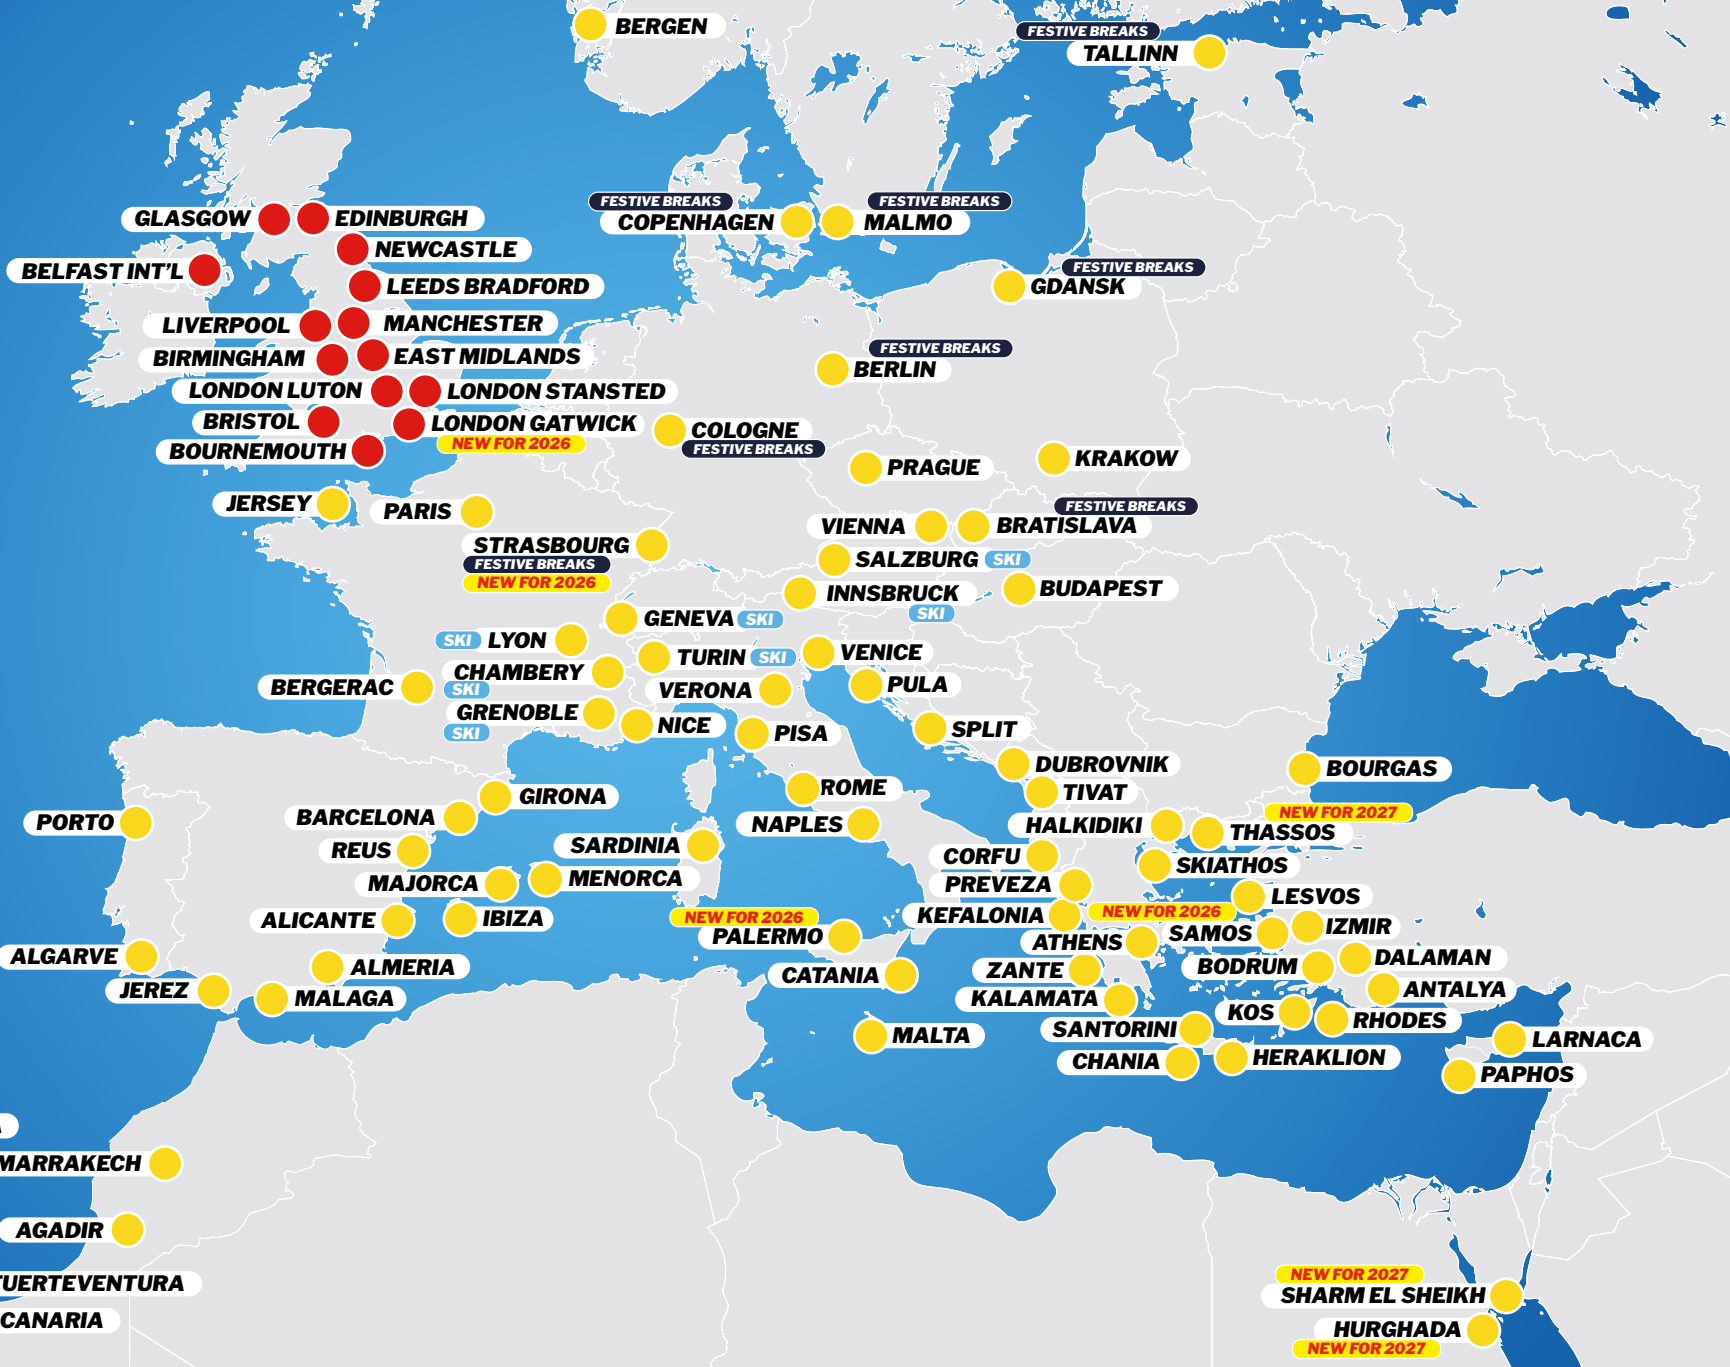 BERGEN
FESTIVE BREAKS
TALLINN
FESTIVE BREAKS
COPENHAGEN
FESTIVE BREAKS
MALMO
GLASGOW
EDINBURGH
NEWCASTLE
BELFAST INT'L
LEEDS BRADFORD
FESTIVE BREAKS
GDANSK
LIVERPOOL
MANCHESTER
BIRMINGHAM
EAST MIDLANDS
FESTIVE BREAKS
BERLIN
LONDON LUTON
LONDON STANSTED
BRISTOL
LONDON GATWICK
NEW FOR 2026
COLOGNE
FESTIVE BREAKS
BOURNEMOUTH
PRAGUE
KRAKOW
JERSEY
PARIS
FESTIVE BREAKS
VIENNA
BRATISLAVA
STRASBOURG
FESTIVE BREAKS
NEW FOR 2026
SALZBURG SKI
INNSBRUCK
SKI
BUDAPEST
GENEVA SKI
SKI LYON
TURIN SKI
VENICE
CHAMBERY
SKI
BERGERAC
VERONA
PULA
GRENOBLE
SKI
NICE
PISA
SPLIT
DUBROVNIK
BOURGAS
ROME
TIVAT
GIRONA
PORTO
BARCELONA
NAPLES
HALKIDIKI
NEW FOR 2027
THASSOS
REUS
SARDINIA
CORFU
SKIATHOS
MAJORCA
MENORCA
PREVEZA
LESVOS
ALICANTE
IBIZA
NEW FOR 2026
PALERMO
KEFALONIA
NEW FOR 2026
SAMOS
IZMIR
ATHENS
ALGARVE
ALMERIA
CATANIA
ZANTE
BODRUM
DALAMAN
JEREZ
MALAGA
KALAMATA
ANTALYA
KOS
RHODES
MALTA
SANTORINI
LARNACA
CHANIA
HERAKLION
PAPHOS
MARRAKECH
AGADIR
NEW FOR 2027
SHARM EL SHEIKH
UERTEVENTURA
CANARIA
HURGHADA
NEW FOR 2027